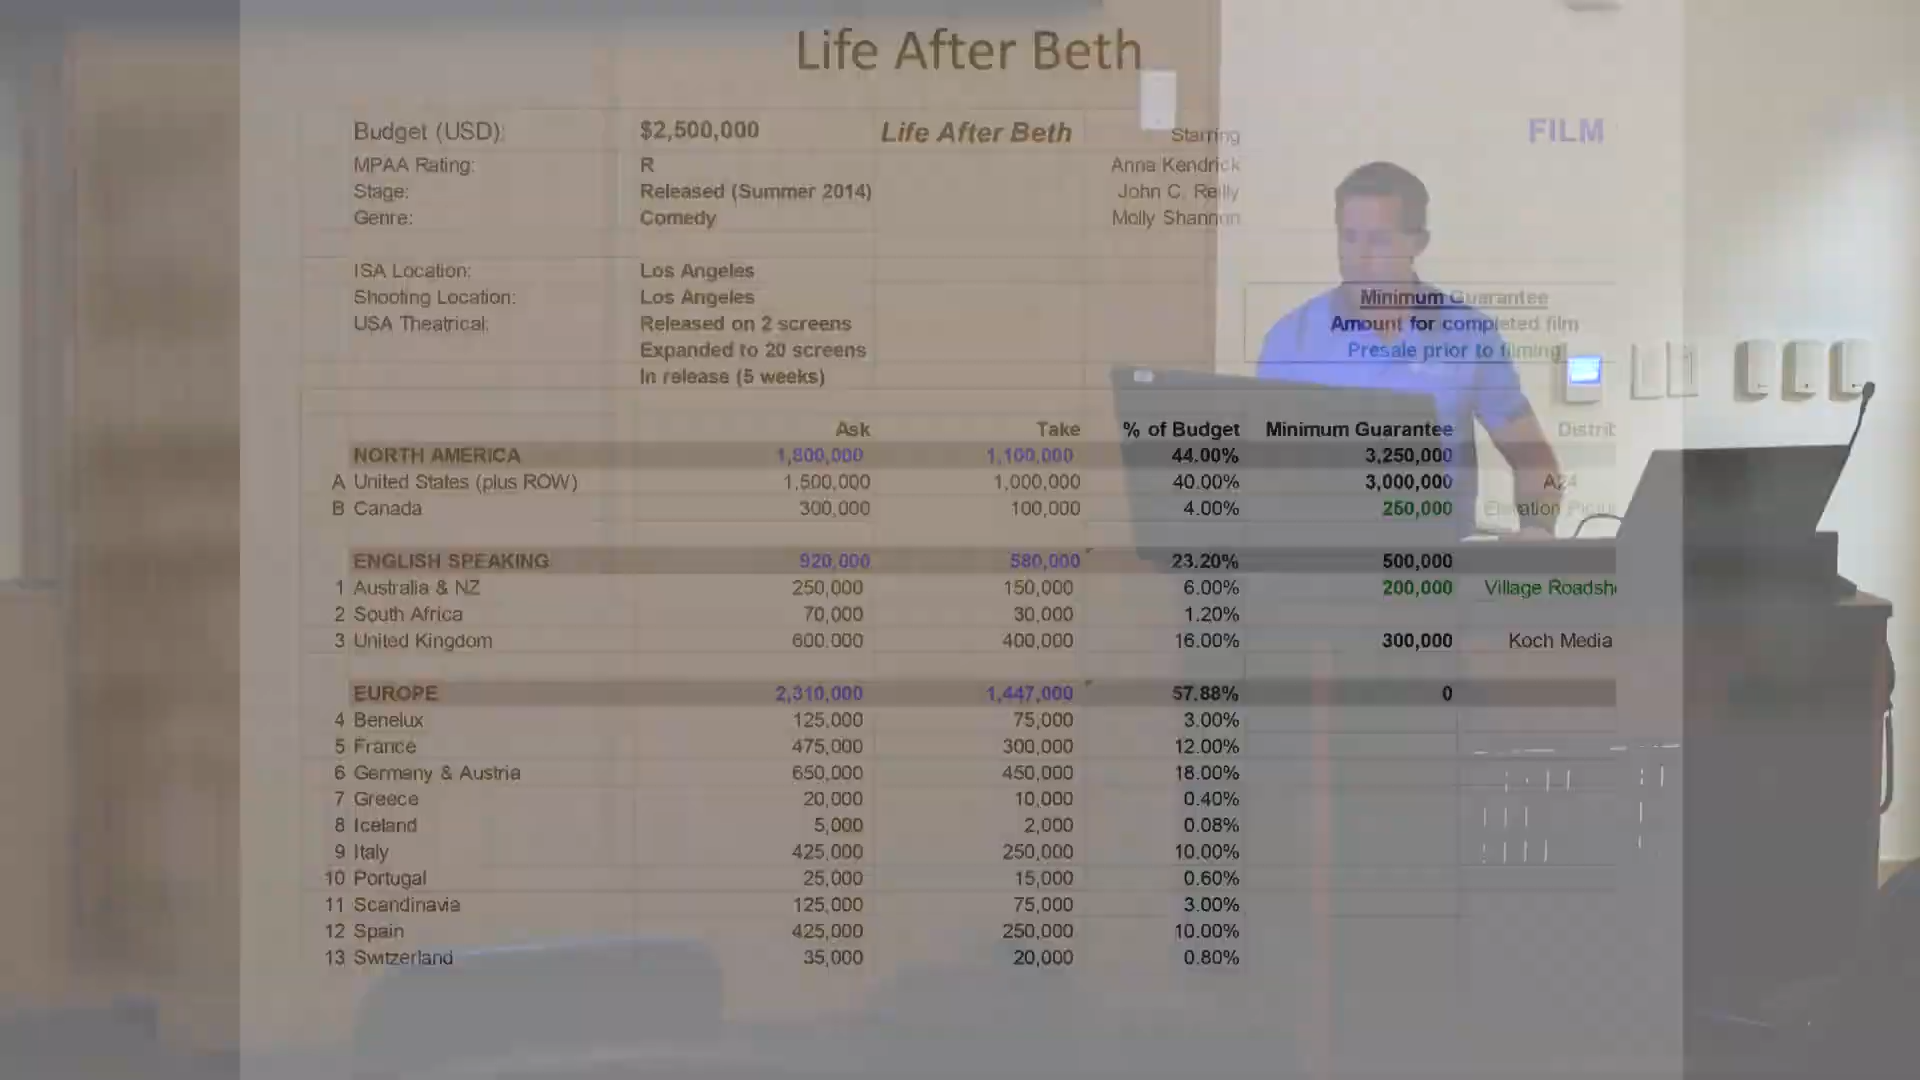 Life After Beth
Budget (USD): $2,500,000 Life After Beth Starring FILM
MPAA Rating: R Anna Kendrick
Stage: Released (Summer 2014) John C. Reilly
Genre: Comedy Molly Shannon
ISA Location: Los Angeles
Shooting Location: Los Angeles Minimum Guarantee
USA Theatrical: Released on 2 screens Amount for completed film
Expanded to 20 screens Presale prior to filming
In release (5 weeks)
Ask Take % of Budget Minimum Guarantee Distrib
NORTH AMERICA 1,800,000 1,100,000 44.00% 3,250,000
A United States (plus ROW) 1,500,000 1,000,000 40.00% 3,000,000 A24
B Canada 300,000 100,000 4.00% 250,000 Elevation Pictur
ENGLISH SPEAKING 920,000 580,000 23.20% 500,000
1 Australia & NZ 250,000 150,000 6.00% 200,000 Village Roadsh
2 South Africa 70,000 30,000 1.20%
3 United Kingdom 600,000 400,000 16.00% 300,000 Koch Media
EUROPE 2,310,000 1,447,000 57.88% 0
4 Benelux 125,000 75,000 3.00%
5 France 475,000 300,000 12.00%
6 Germany & Austria 650,000 450,000 18.00%
7 Greece 20,000 10,000 0.40%
8 Iceland 5,000 2,000 0.08%
9 Italy 425,000 250,000 10.00%
10 Portugal 25,000 15,000 0.60%
11 Scandinavia 125,000 75,000 3.00%
12 Spain 425,000 250,000 10.00%
13 Switzerland 35,000 20,000 0.80%